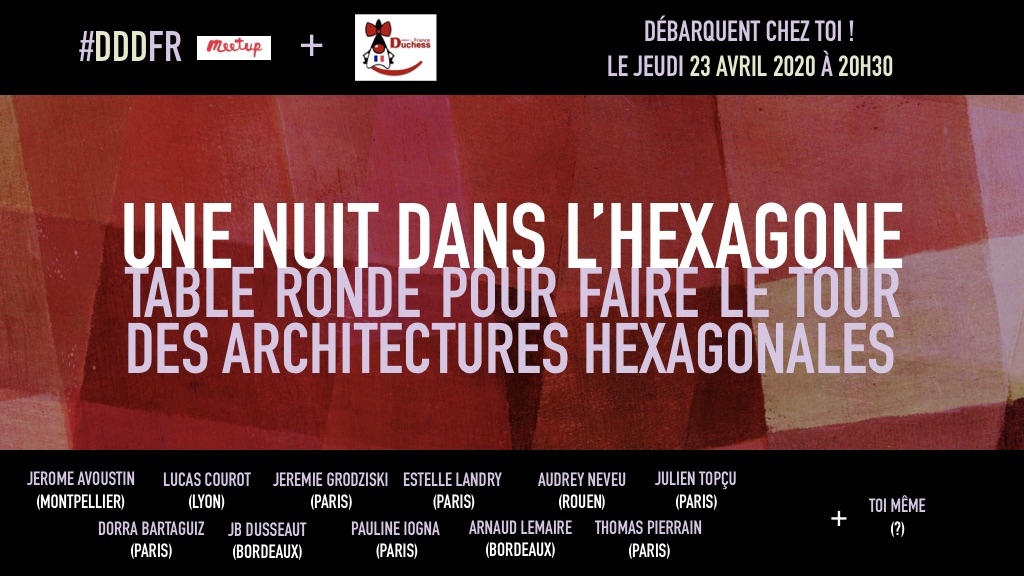 #DDDFR meetup + France Duchess
DÉBARQUENT CHEZ TOI !
LE JEUDI 23 AVRIL 2020 À 20H30
UNE NUIT DANS L'HEXAGONE
TABLE RONDE POUR FAIRE LE TOUR
DES ARCHITECTURES HEXAGONALES
JEROME AVOUSTIN
(MONTPELLIER)
LUCAS COUROT
(LYON)
JEREMIE GRODZISKI
(PARIS)
ESTELLE LANDRY
(PARIS)
AUDREY NEVEU
(ROUEN)
JULIEN TOPÇU
(PARIS)
DORRA BARTAGUIZ
(PARIS)
JB DUSSEAUT
(BORDEAUX)
PAULINE IOGNA
(PARIS)
ARNAUD LEMAIRE
(BORDEAUX)
THOMAS PIERRAIN
(PARIS)
+ TOI MÊME
(?)